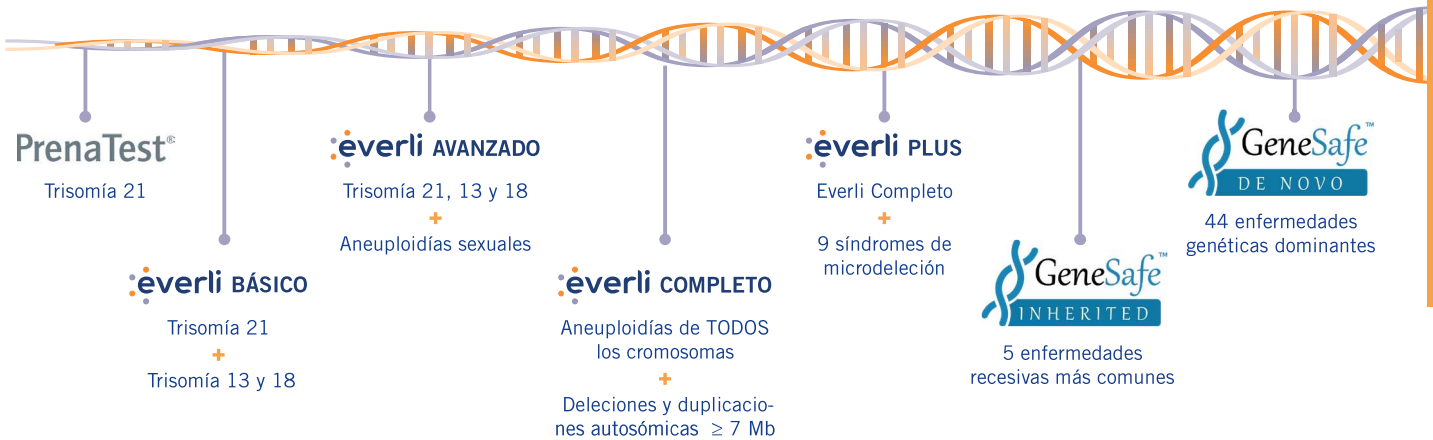 PrenaTest®
Trisomía 21
everli BÁSICO
Trisomía 21
+
Trisomía 13 y 18
everli AVANZADO
Trisomía 21, 13 y 18
+
Aneuploidías sexuales
everli COMPLETO
Aneuploidías de TODOS
los cromosomas
+
Deleciones y duplicacio-
nes autosómicas ≥ 7 Mb
everli PLUS
Everli Completo
+
9 síndromes de
microdeleción
GeneSafe™
INHERITED
5 enfermedades
recesivas más comunes
GeneSafe™
DE NOVO
44 enfermedades
genéticas dominantes